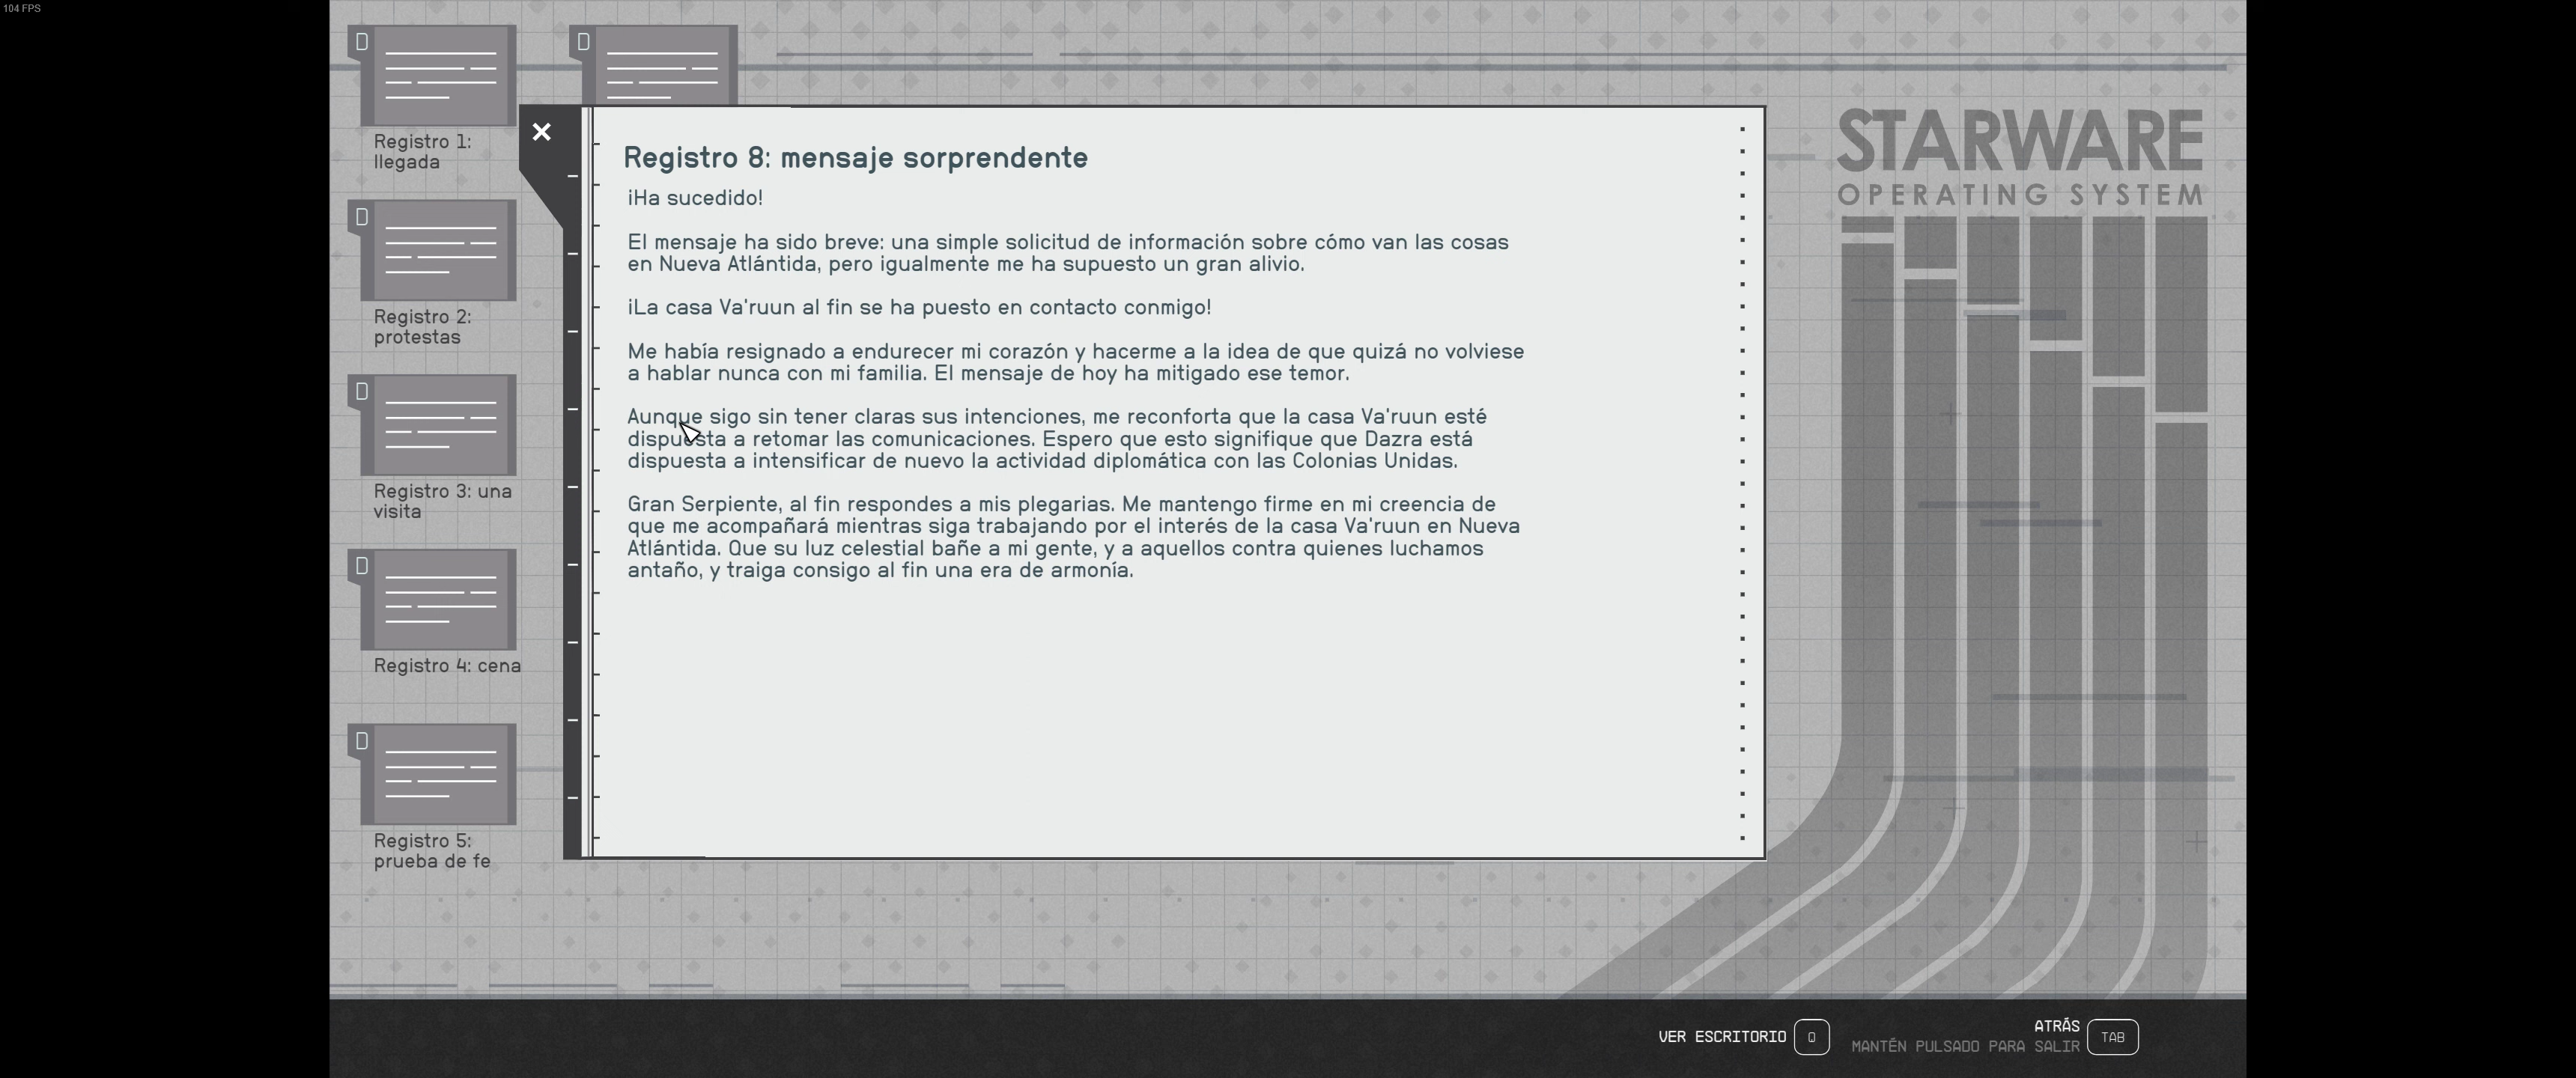 104 FPS
Registro 1:
llegada
Registro 2:
protestas
Registro 3: una
visita
Registro 4: cena
Registro 5:
prueba de fe
Registro 8: mensaje sorprendente
¡Ha sucedido!
El mensaje ha sido breve: una simple solicitud de información sobre cómo van las cosas
en Nueva Atlántida, pero igualmente me ha supuesto un gran alivio.
¡La casa Va'ruun al fin se ha puesto en contacto conmigo!
Me había resignado a endurecer mi corazón y hacerme a la idea de que quizá no volviese
a hablar nunca con mi familia. El mensaje de hoy ha mitigado ese temor.
Aunque sigo sin tener claras sus intenciones, me reconforta que la casa Va'ruun esté
dispuesta a retomar las comunicaciones. Espero que esto signifique que Dazra está
dispuesta a intensificar de nuevo la actividad diplomática con las Colonias Unidas.
Gran Serpiente, al fin respondes a mis plegarias. Me mantengo firme en mi creencia de
que me acompañará mientras siga trabajando por el interés de la casa Va'ruun en Nueva
Atlántida. Que su luz celestial bañe a mi gente, y a aquellos contra quienes luchamos
antaño, y traiga consigo al fin una era de armonía.
STARWARE
OPERATING SYSTEM
VER ESCRITORIO Q
ATRÁS TAB
MANTÉN PULSADO PARA SALIR